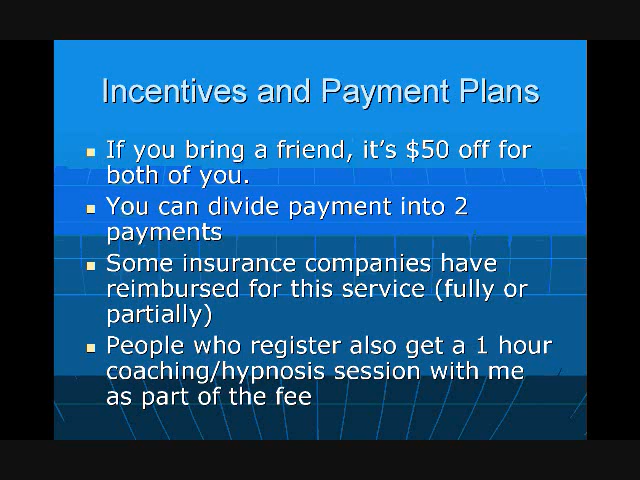 Incentives and Payment Plans
If you bring a friend, it's $50 off for
both of you.
You can divide payment into 2
payments
Some insurance companies have
reimbursed for this service (fully or
partially)
People who register also get a 1 hour
coaching/hypnosis session with me
as part of the fee